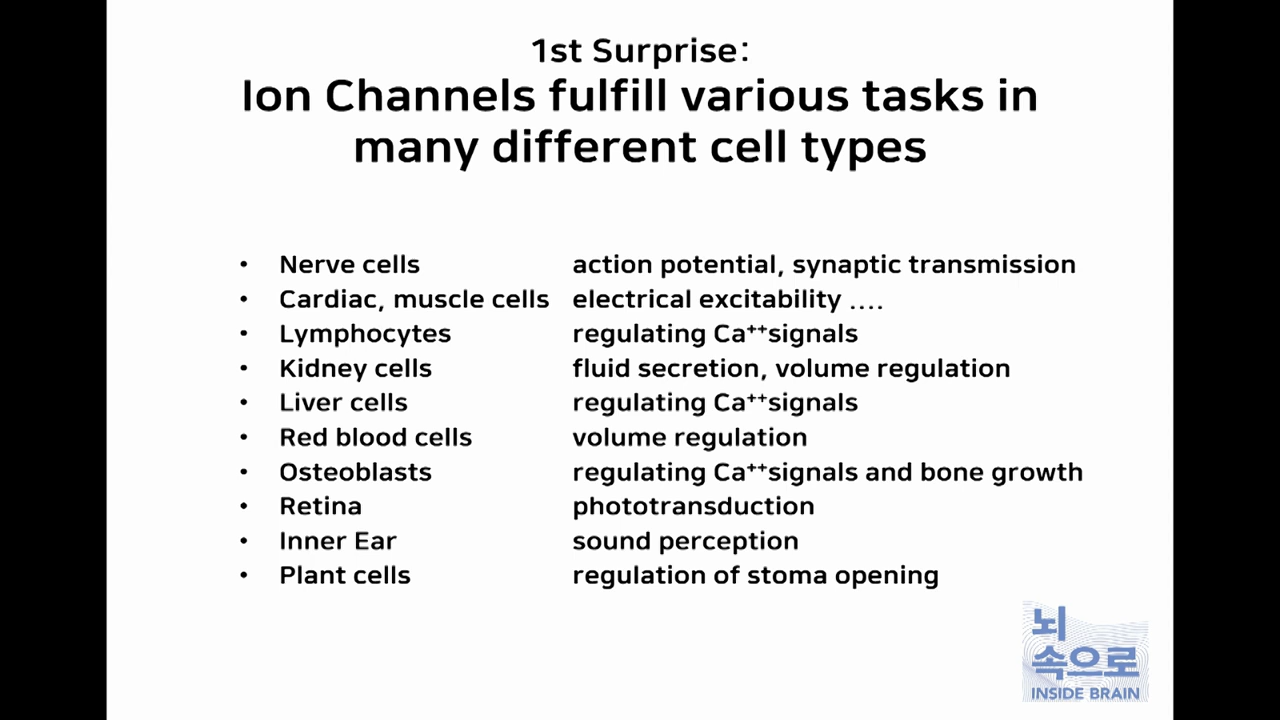 1st Surprise:
Ion Channels fulfill various tasks in
many different cell types
• Nerve cells action potential, synaptic transmission
• Cardiac, muscle cells electrical excitability ....
• Lymphocytes regulating Ca⁺⁺signals
• Kidney cells fluid secretion, volume regulation
• Liver cells regulating Ca⁺⁺signals
• Red blood cells volume regulation
• Osteoblasts regulating Ca⁺⁺signals and bone growth
• Retina phototransduction
• Inner Ear sound perception
• Plant cells regulation of stoma opening
뇌
속으로
INSIDE BRAIN